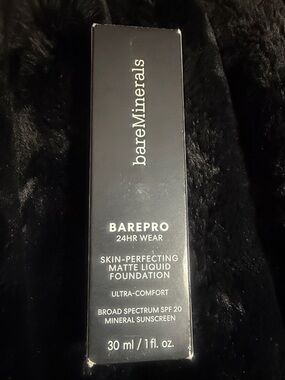 bareMinerals
BAREPRO
24HR WEAR
SKIN-PERFECTING
MATTE LIQUID
FOUNDATION
ULTRA-COMFORT
BROAD SPECTRUM SPF 20
MINERAL SUNSCREEN
30 ml / 1 fl. oz.